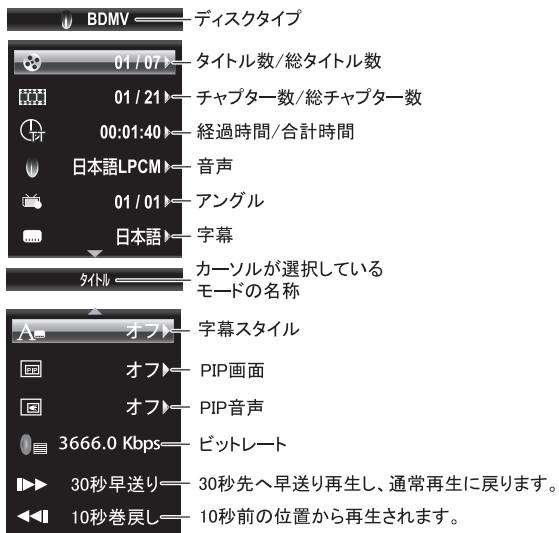 BDMV ディスクタイプ
01 / 07 タイトル数/総タイトル数
01 / 21 チャプター数/総チャプター数
00:01:40 経過時間/合計時間
日本語LPCM 音声
01 / 01 アングル
日本語 字幕
タイトル カーソルが選択している
モードの名称
オフ 字幕スタイル
PIP オフ PIP画面
オフ PIP音声
3666.0 Kbps ビットレート
30秒早送り 30秒先へ早送り再生し、通常再生に戻ります。
10秒巻戻し 10秒前の位置から再生されます。